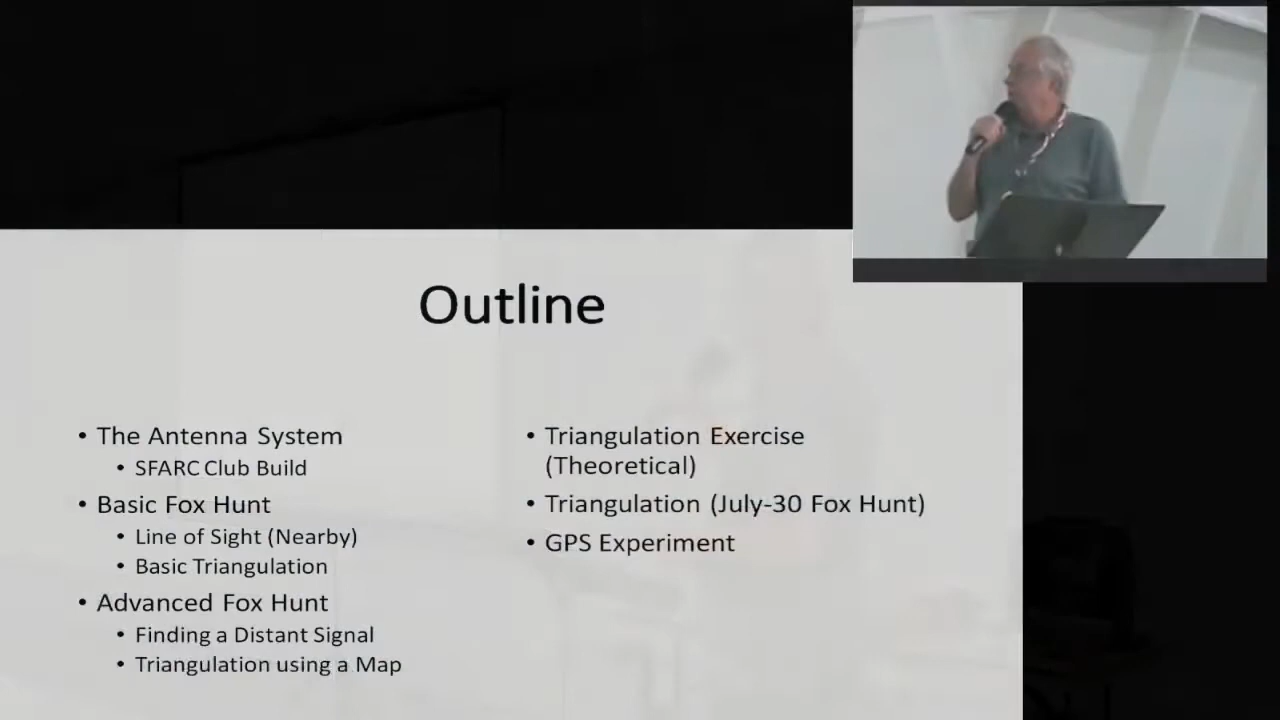 Outline
• The Antenna System
• SFARC Club Build
• Basic Fox Hunt
• Line of Sight (Nearby)
• Basic Triangulation
• Advanced Fox Hunt
• Finding a Distant Signal
• Triangulation using a Map
• Triangulation Exercise
(Theoretical)
• Triangulation (July-30 Fox Hunt)
• GPS Experiment